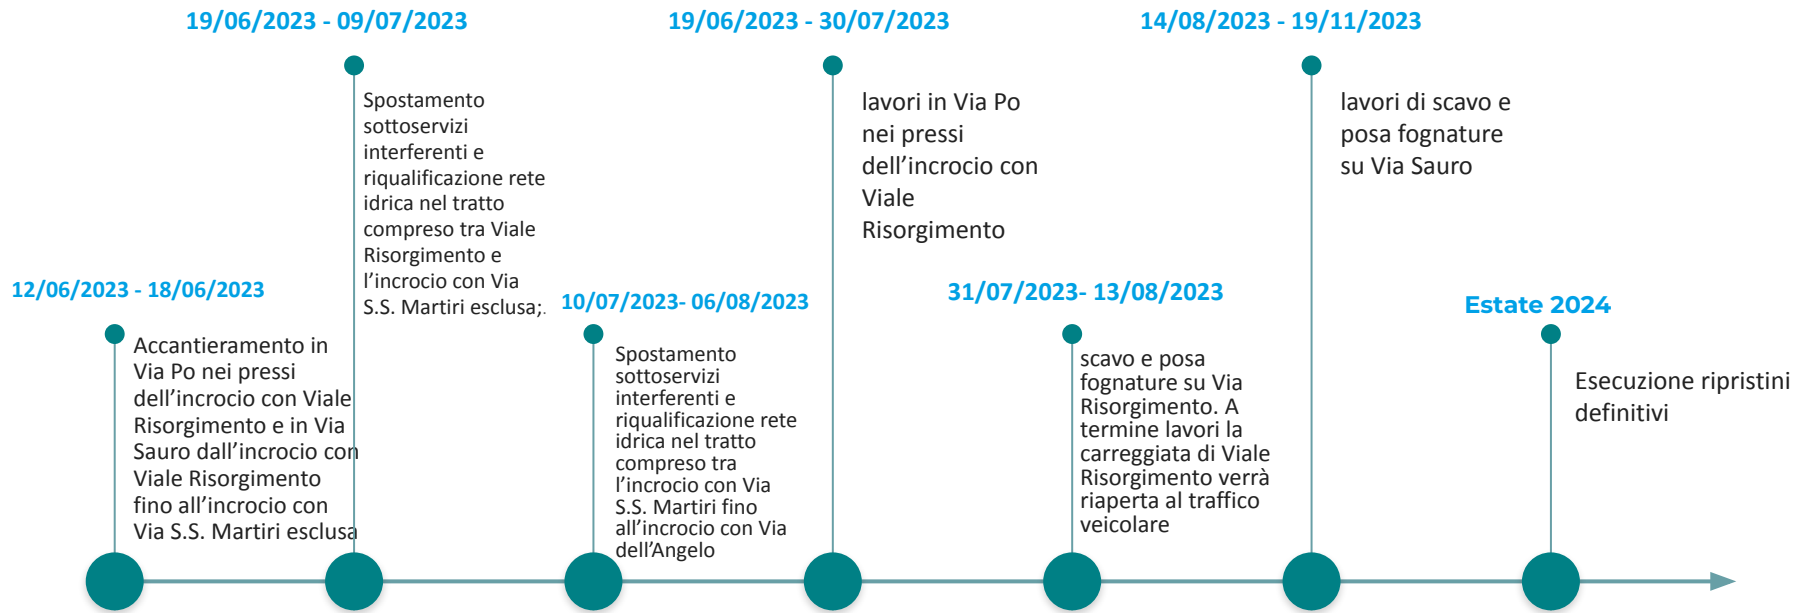 12/06/2023 - 18/06/2023
Accantieramento in
Via Po nei pressi
dell’incrocio con Viale
Risorgimento e in Via
Sauro dall’incrocio con
Viale Risorgimento
fino all’incrocio con
Via S.S. Martiri esclusa
19/06/2023 - 09/07/2023
Spostamento
sottoservizi
interferenti e
riqualificazione rete
idrica nel tratto
compreso tra Viale
Risorgimento e
l’incrocio con Via
S.S. Martiri esclusa;.
10/07/2023- 06/08/2023
Spostamento
sottoservizi
interferenti e
riqualificazione rete
idrica nel tratto
compreso tra
l’incrocio con Via
S.S. Martiri fino
all’incrocio con Via
dell’Angelo
19/06/2023 - 30/07/2023
lavori in Via Po
nei pressi
dell’incrocio con
Viale
Risorgimento
31/07/2023- 13/08/2023
scavo e posa
fognature su Via
Risorgimento. A
termine lavori la
carreggiata di Viale
Risorgimento verrà
riaperta al traffico
veicolare
14/08/2023 - 19/11/2023
lavori di scavo e
posa fognature
su Via Sauro
Estate 2024
Esecuzione ripristini
definitivi